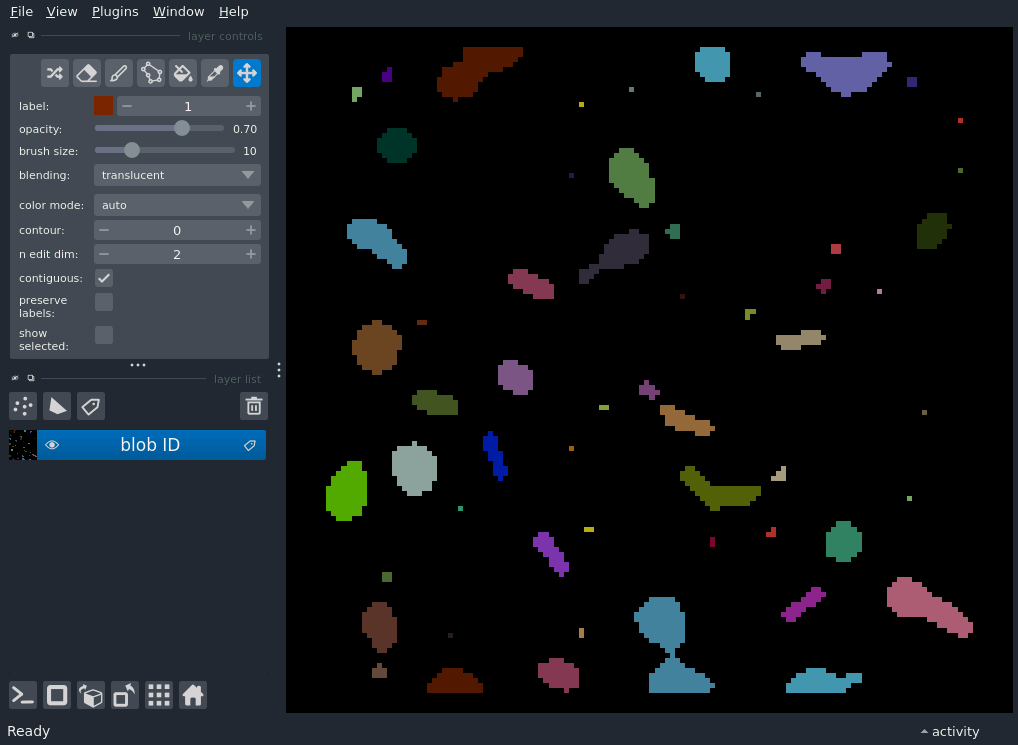 File View Plugins Window Help
layer controls
label: 1
opacity: 0.70
brush size: 10
blending: translucent
color mode: auto
contour: 0
n edit dim: 2
contiguous:
preserve
labels:
show
selected:
layer list
blob ID
Ready
activity